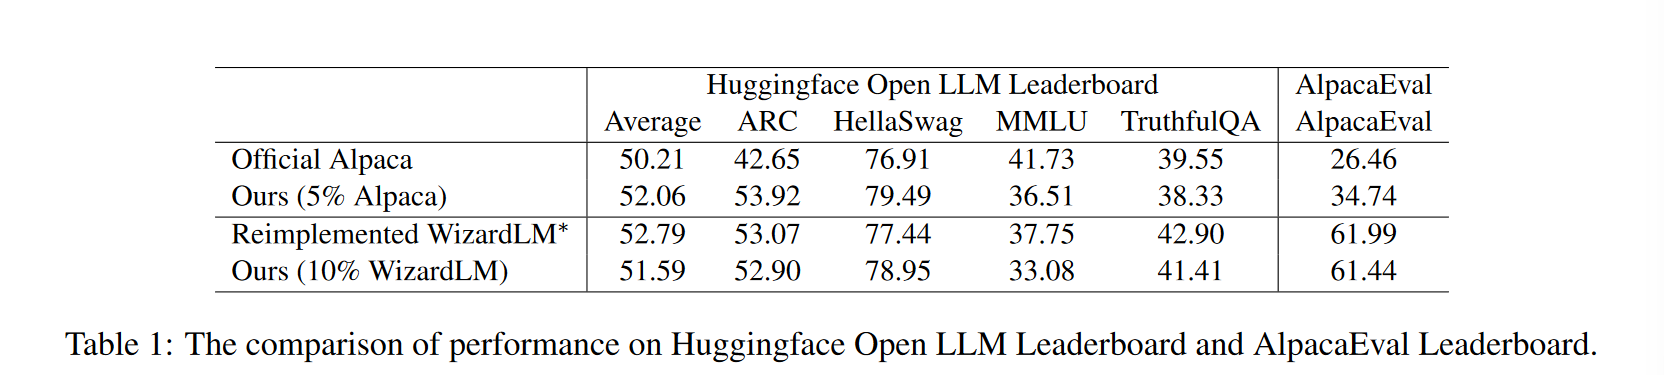 Huggingface Open LLM Leaderboard AlpacaEval
Average ARC HellaSwag MMLU TruthfulQA AlpacaEval
Official Alpaca 50.21 42.65 76.91 41.73 39.55 26.46
Ours (5% Alpaca) 52.06 53.92 79.49 36.51 38.33 34.74
Reimplemented WizardLM* 52.79 53.07 77.44 37.75 42.90 61.99
Ours (10% WizardLM) 51.59 52.90 78.95 33.08 41.41 61.44
Table 1: The comparison of performance on Huggingface Open LLM Leaderboard and AlpacaEval Leaderboard.